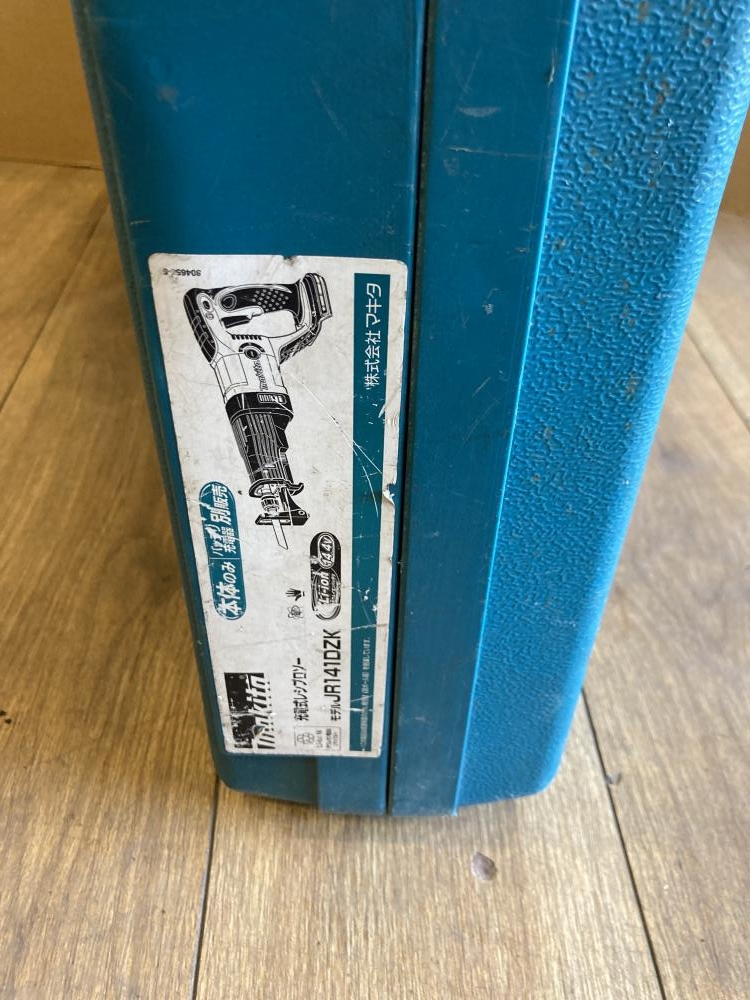 makita
充電式レシプロソー
モデル JR141DZK
本体のみ
バッテリ
充電器
別販売
Li-ion
14.4V
makita
株式会社 マキタ